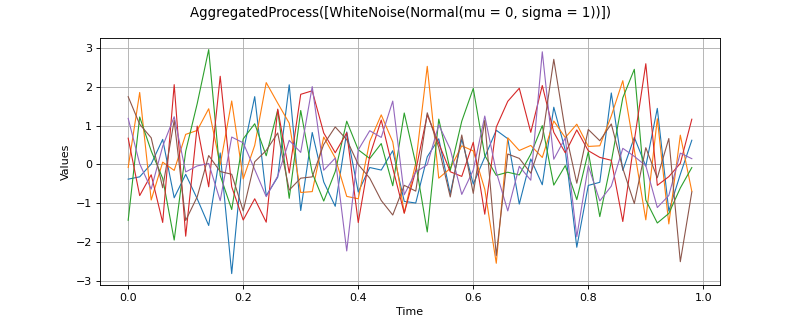 AggregatedProcess([WhiteNoise(Normal(mu = 0, sigma = 1))])
3
2
1
0
−1
−2
−3
Values
0.0 0.2 0.4 0.6 0.8 1.0
Time